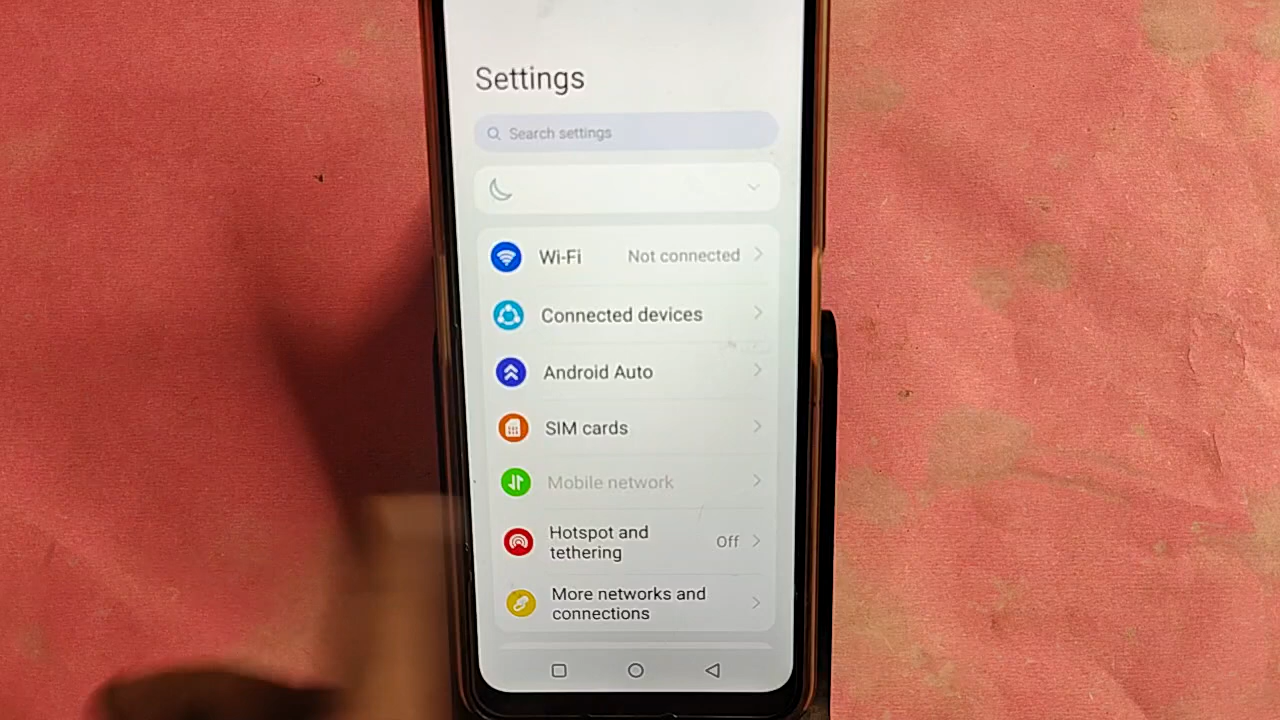 Settings
Search settings
Wi-Fi Not connected
Connected devices
Android Auto
SIM cards
Mobile network
Hotspot and
tethering Off
More networks and
connections